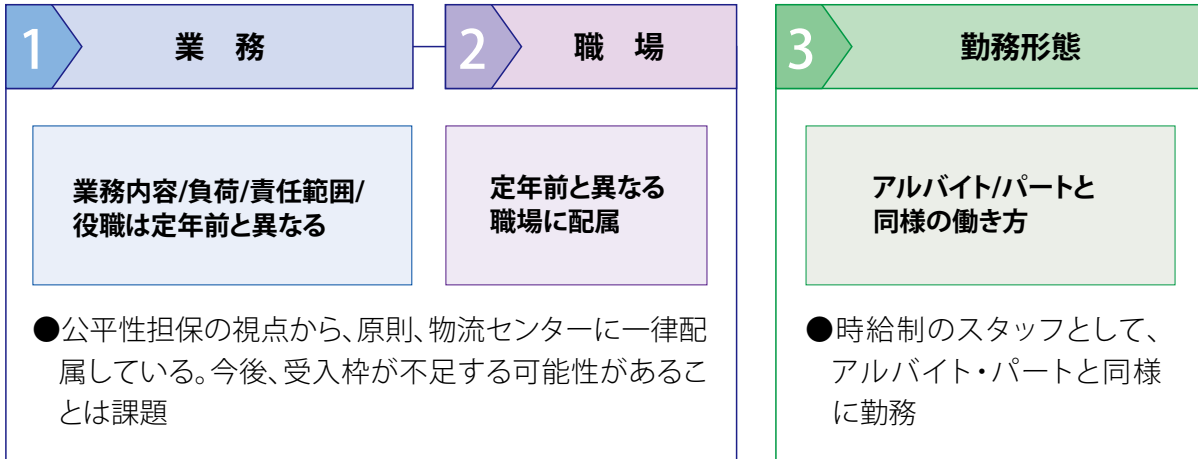 1 業 務
2 職 場
業務内容/負荷/責任範囲/
役職は定年前と異なる
定年前と異なる
職場に配属
●公平性担保の視点から、原則、物流センターに一律配
属している。今後、受入枠が不足する可能性があるこ
とは課題
3 勤務形態
アルバイト/パートと
同様の働き方
●時給制のスタッフとして、
アルバイト・パートと同様
に勤務